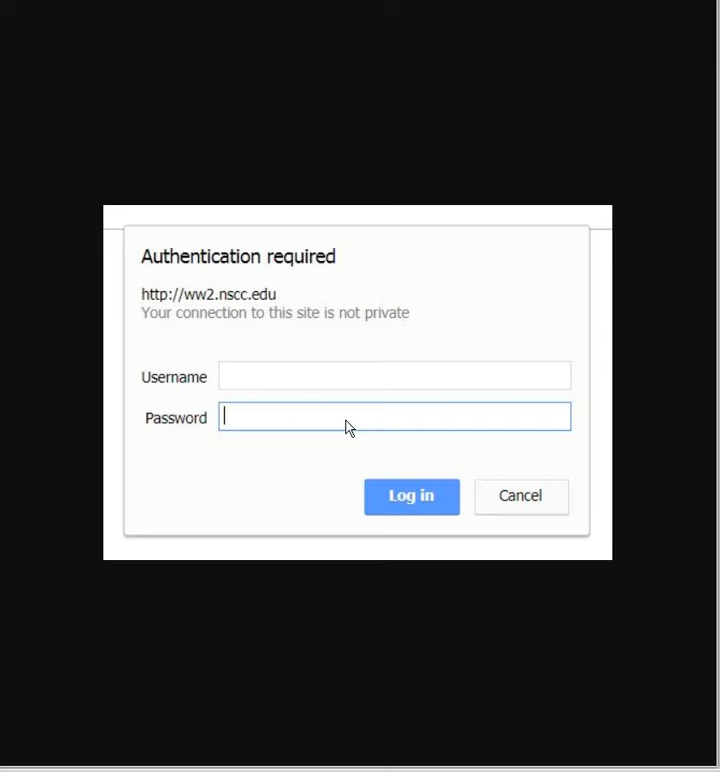 Authentication required
http://ww2.nscc.edu
Your connection to this site is not private
Username
Password
Log in Cancel